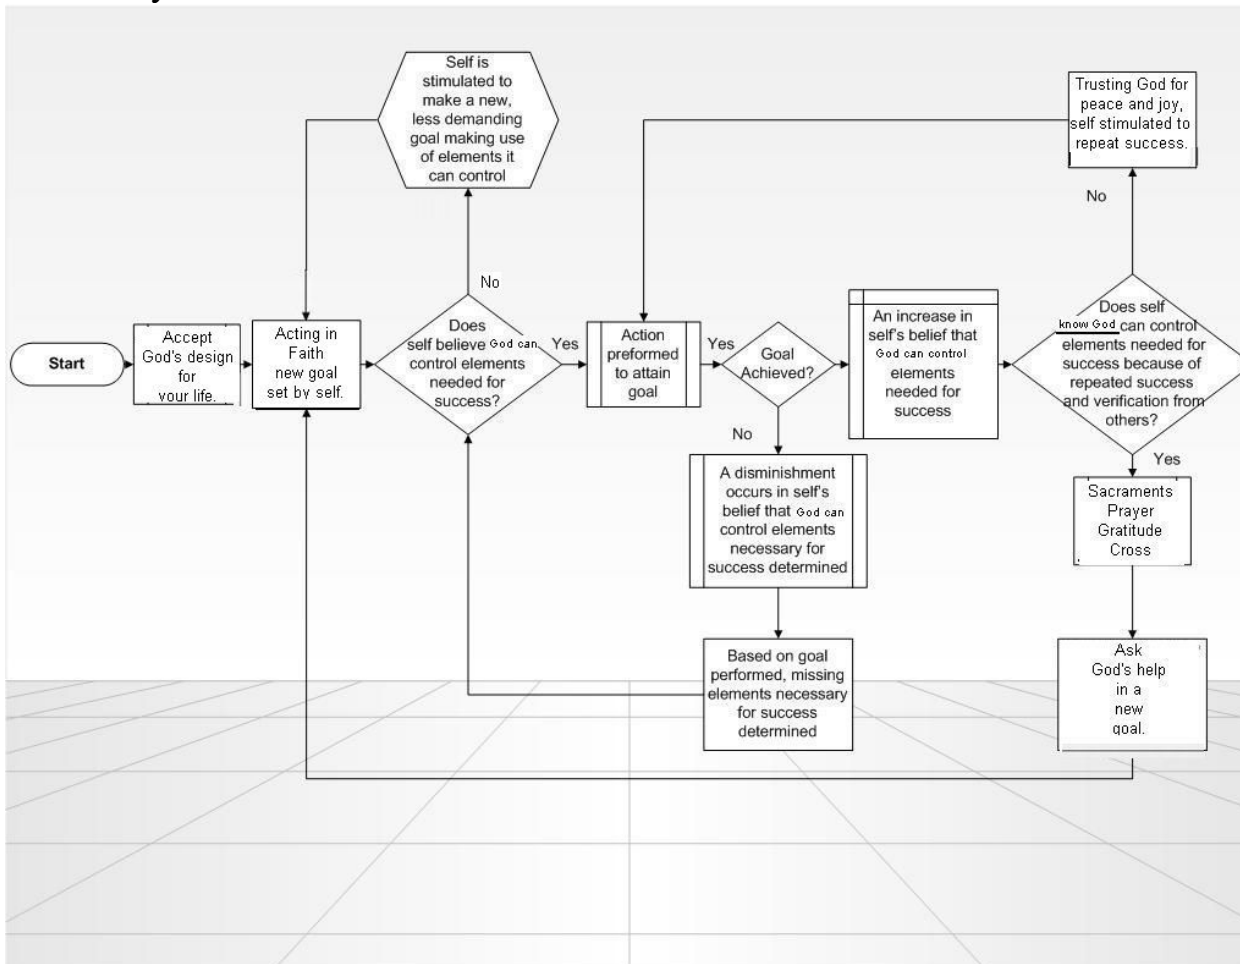 Self is
stimulated to
make a new,
less demanding
goal making use
of elements it
can control
Trusting God for
peace and joy,
self stimulated to
repeat success.
No
No
Start
Accept
God's design
for
your life.
Acting in
Faith
new goal
set by self.
Does
self believe God can
control elements
needed for
success?
Yes
Action
preformed
to attain
goal
Yes
Goal
Achieved?
An increase in
self's belief that
God can control
elements
needed for
success
Does self
know God can control
elements needed for
success because of
repeated success
and verification from
others?
No
A disminishment
occurs in self's
belief that God can
control elements
necessary for
success determined
Yes
Sacraments
Prayer
Gratitude
Cross
Based on goal
performed, missing
elements necessary
for success
determined
Ask
God's help
in a
new
goal.